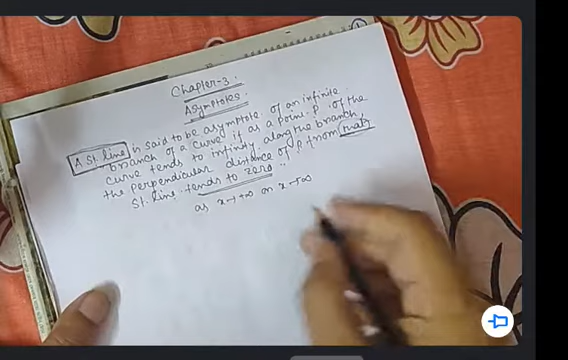 Chapter-3.
Asymptotes.
A St. line is said to be asymptote of an infinite
branch of a curve if as a point P of the
curve tends to infinity along the branch,
the perpendicular distance of P from that
St. line tends to zero.
as x→+∞ or x→-∞